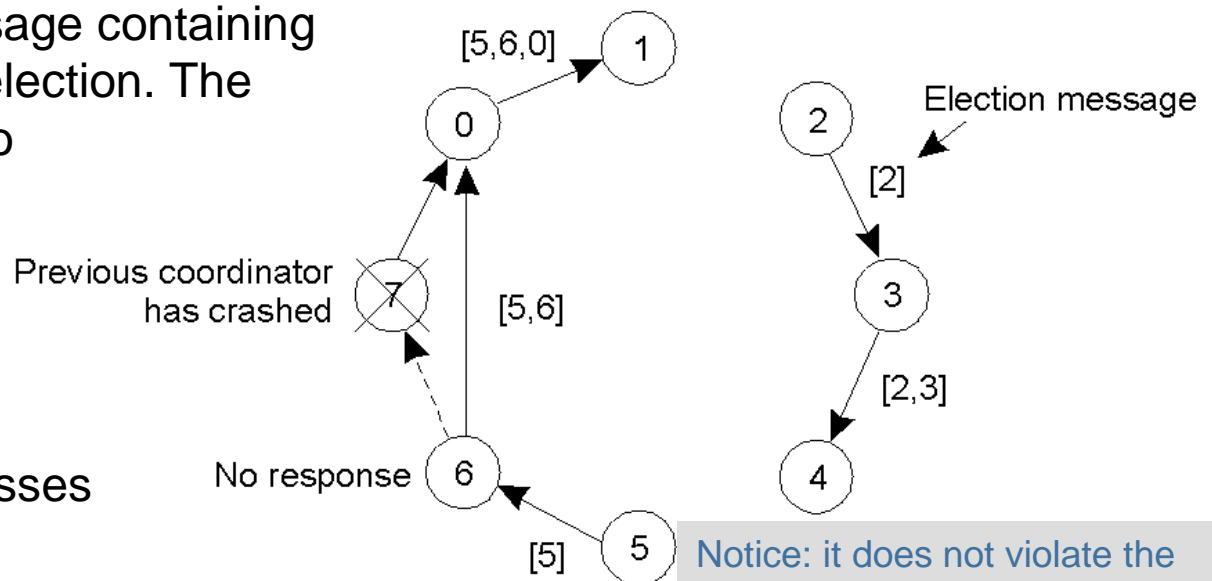 sage containing
election. The
o
sses
[5,6,0]
1
0
2
Election message
[2]
Previous coordinator
has crashed
7
[5,6]
3
[2,3]
No response
6
4
[5]
5
Notice: it does not violate the